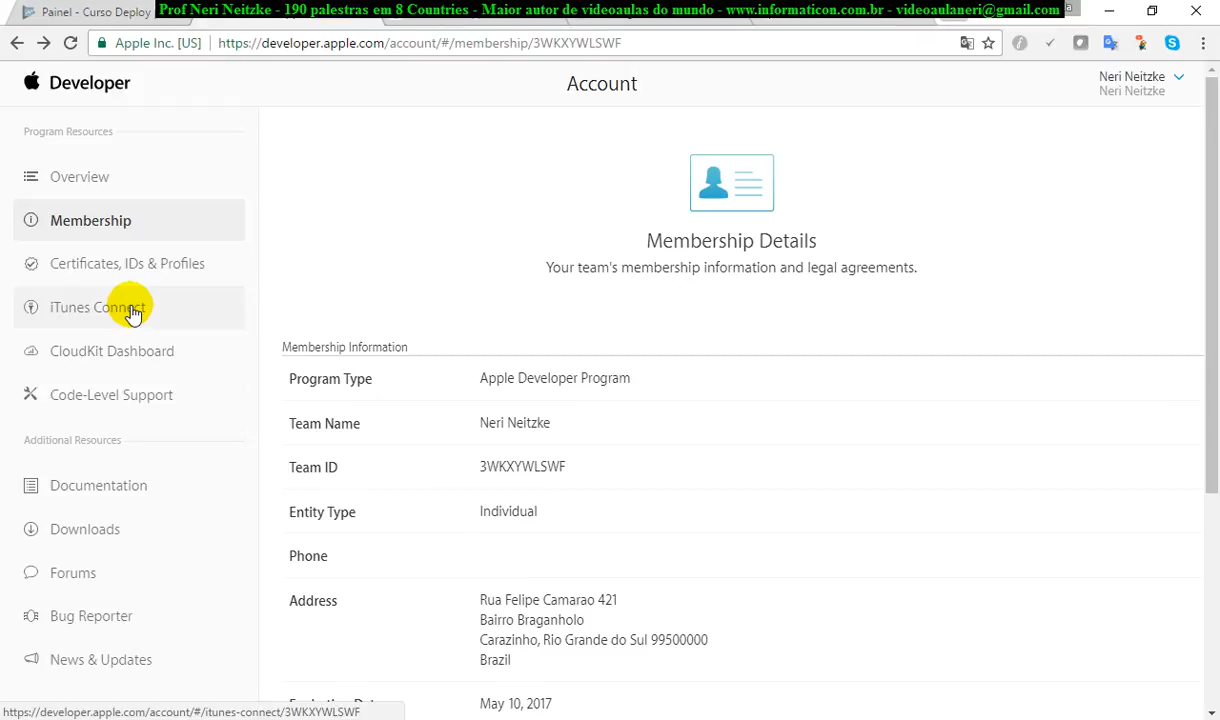 Painel - Curso Deploy
Prof Neri Neitzke - 190 palestras em 8 Countries - Maior autor de videoaulas do mundo - www.informaticon.com.br - videoaulaneri@gmail.com
Apple Inc. [US]
https://developer.apple.com/account/#/membership/3WKXYWLSWF
Developer
Account
Neri Neitzke
Neri Neitzke
Program Resources
Overview
Membership
Certificates, IDs & Profiles
iTunes Connect
CloudKit Dashboard
Code-Level Support
Additional Resources
Documentation
Downloads
Forums
Bug Reporter
News & Updates
Membership Details
Your team's membership information and legal agreements.
Membership Information
Program Type Apple Developer Program
Team Name Neri Neitzke
Team ID 3WKXYWLSWF
Entity Type Individual
Phone
Address Rua Felipe Camarao 421
Bairro Braganholo
Carazinho, Rio Grande do Sul 99500000
Brazil
May 10, 2017
https://developer.apple.com/account/#/itunes-connect/3WKXYWLSWF